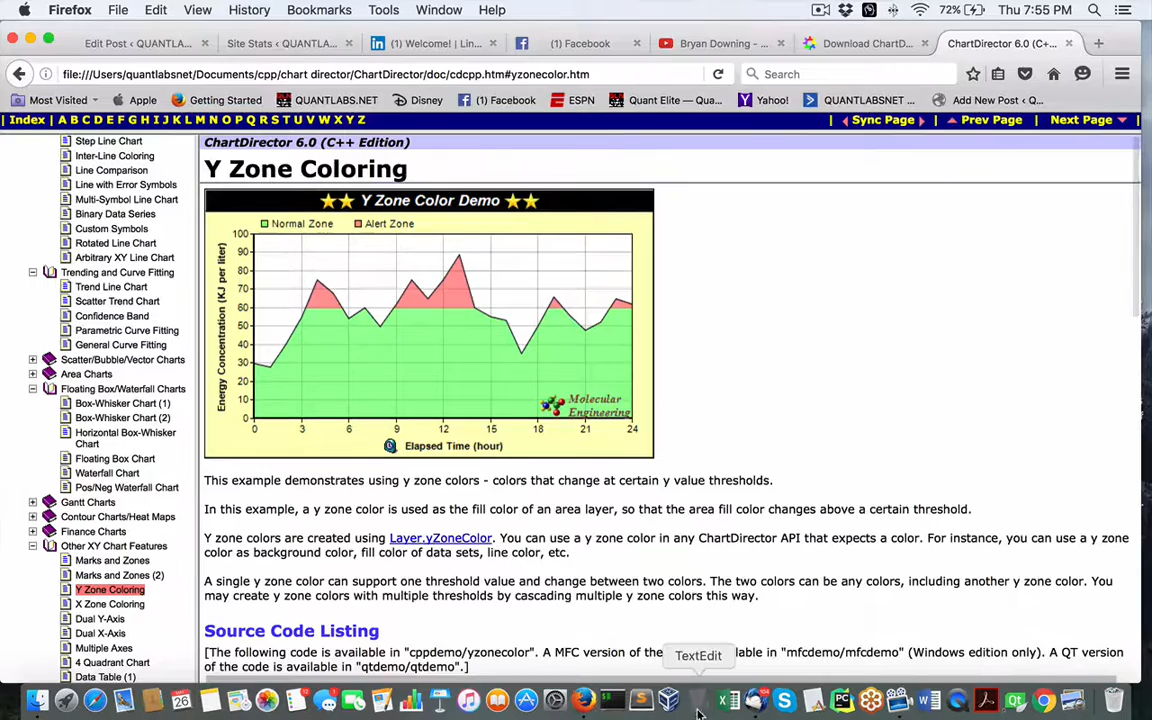 Firefox File Edit View History Bookmarks Tools Window Help 72% Thu 7:55 PM
Edit Post ‹ QUANTLA... × Site Stats ‹ QUANTL... × (1) Welcome! | Lin... × (1) Facebook × Bryan Downing - ... × Download ChartD... × ChartDirector 6.0 (C+... × +
file:///Users/quantlabsnet/Documents/cpp/chart director/ChartDirector/doc/cdcpp.htm#yzonecolor.htm Search
Most Visited Apple Getting Started QUANTLABS.NET Disney (1) Facebook ESPN Quant Elite — Qua... Yahoo! QUANTLABSNET ... Add New Post ‹ Qa...
| Index | A B C D E F G H I J K L M N O P Q R S T U V W X Y Z | Sync Page | Prev Page | Next Page |
Step Line Chart
Inter-Line Coloring
Line Comparison
Line with Error Symbols
Multi-Symbol Line Chart
Binary Data Series
Custom Symbols
Rotated Line Chart
Arbitrary XY Line Chart
Trending and Curve Fitting
Trend Line Chart
Scatter Trend Chart
Confidence Band
Parametric Curve Fitting
General Curve Fitting
Scatter/Bubble/Vector Charts
Area Charts
Floating Box/Waterfall Charts
Box-Whisker Chart (1)
Box-Whisker Chart (2)
Horizontal Box-Whisker
Chart
Floating Box Chart
Waterfall Chart
Pos/Neg Waterfall Chart
Gantt Charts
Contour Charts/Heat Maps
Finance Charts
Other XY Chart Features
Marks and Zones
Marks and Zones (2)
Y Zone Coloring
X Zone Coloring
Dual Y-Axis
Dual X-Axis
Multiple Axes
4 Quadrant Chart
Data Table (1)
ChartDirector 6.0 (C++ Edition)
Y Zone Coloring
Y Zone Color Demo
Normal Zone Alert Zone
Energy Concentration (KJ per liter)
100
90
80
70
60
50
40
30
20
10
0
Molecular
Engineering
0 3 6 9 12 15 18 21 24
Elapsed Time (hour)
This example demonstrates using y zone colors - colors that change at certain y value thresholds.
In this example, a y zone color is used as the fill color of an area layer, so that the area fill color changes above a certain threshold.
Y zone colors are created using Layer.yZoneColor. You can use a y zone color in any ChartDirector API that expects a color. For instance, you can use a y zone
color as background color, fill color of data sets, line color, etc.
A single y zone color can support one threshold value and change between two colors. The two colors can be any colors, including another y zone color. You
may create y zone colors with multiple thresholds by cascading multiple y zone colors this way.
Source Code Listing
[The following code is available in "cppdemo/yzonecolor". A MFC version of the lable in "mfcdemo/mfcdemo" (Windows edition only). A QT version
of the code is available in "qtdemo/qtdemo".]
TextEdit
26